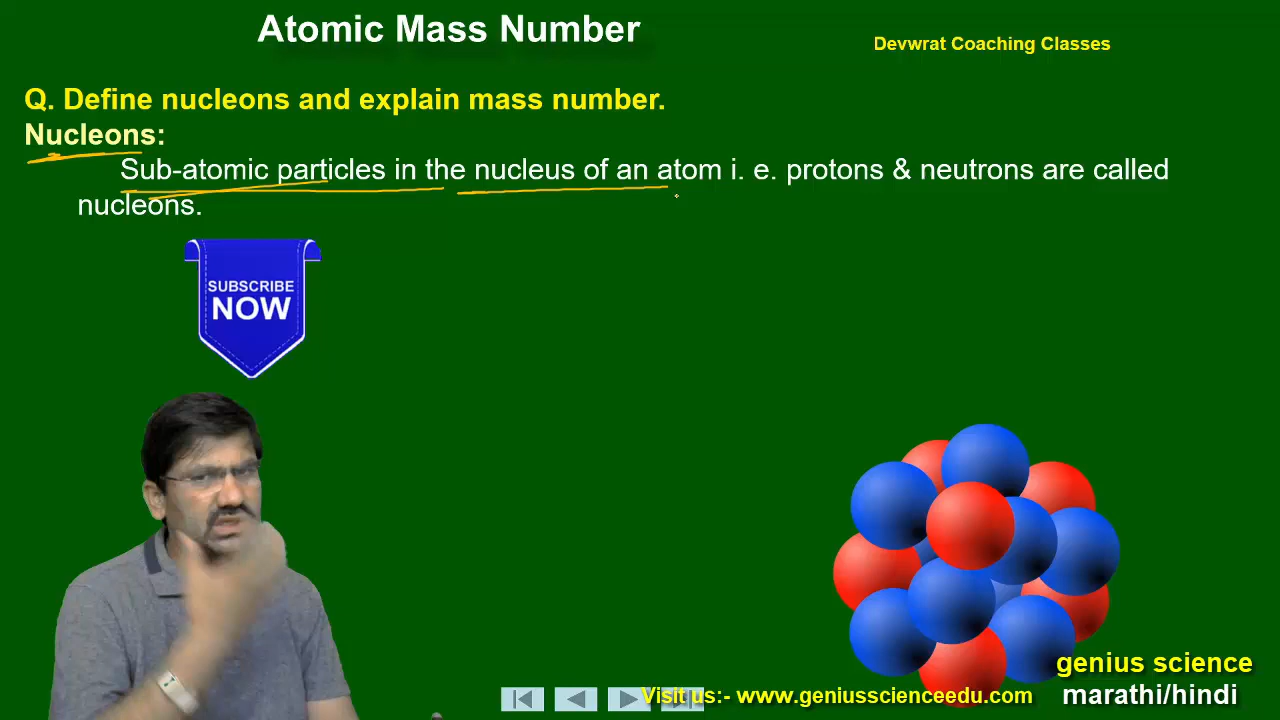 Atomic Mass Number
Devwrat Coaching Classes
Q. Define nucleons and explain mass number.
Nucleons:
Sub-atomic particles in the nucleus of an atom i. e. protons & neutrons are called
nucleons.
SUBSCRIBE
NOW
genius science
Visit us:- www.geniusscienceedu.com
marathi/hindi